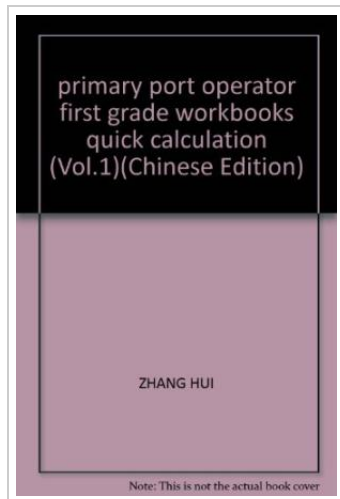 primary port operator
first grade workbooks
quick calculation
(Vol.1)(Chinese Edition)
ZHANG HUI
Note: This is not the actual book cover